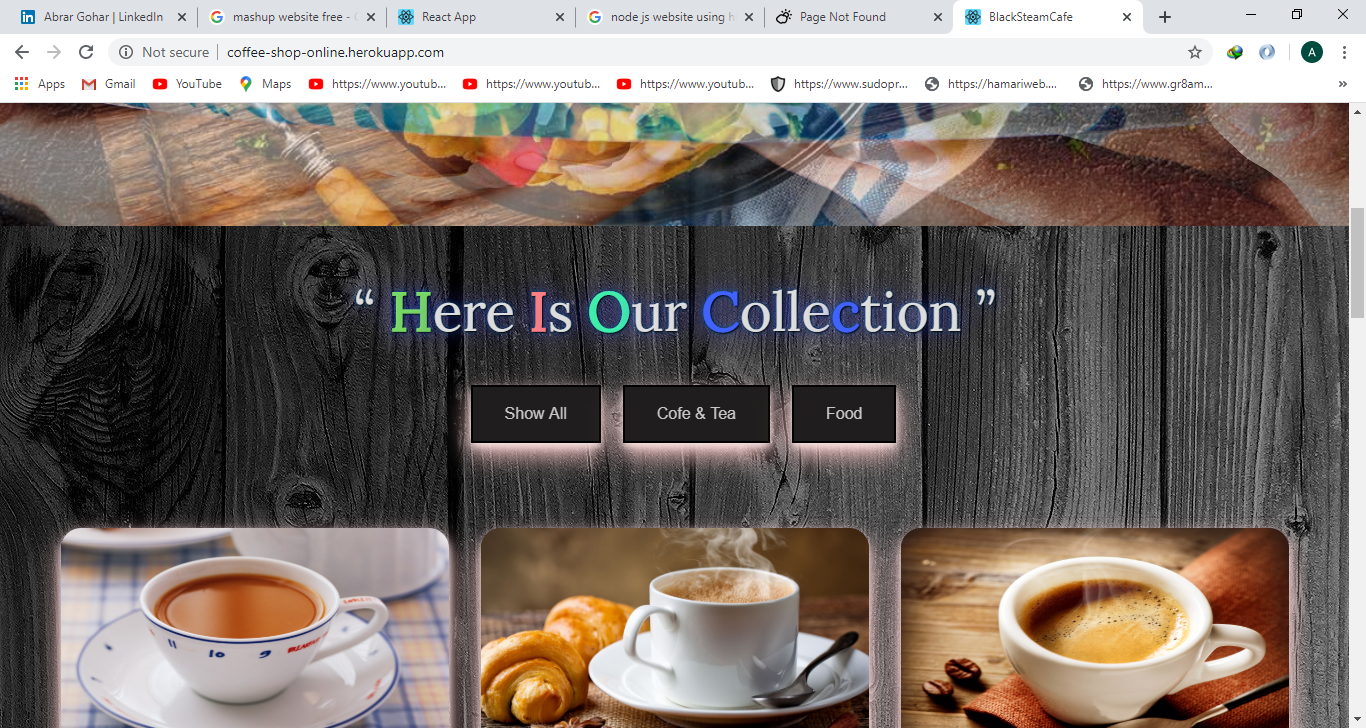 Abrar Gohar | LinkedIn
mashup website free - G
React App
node js website using h
Page Not Found
BlackSteamCafe
Not secure | coffee-shop-online.herokuapp.com
A
Apps
Gmail
YouTube
Maps
https://www.youtub...
https://www.youtub...
https://www.youtub...
https://www.sudopr...
https://hamariweb....
https://www.gr8am...
»
“ Here Is Our Collection ”
Show All
Cofe & Tea
Food